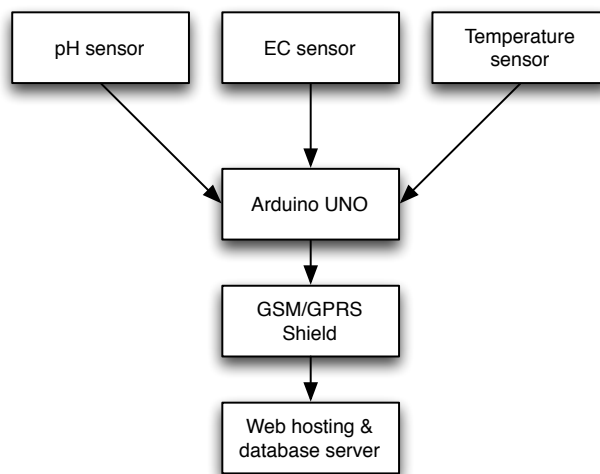 pH sensor
EC sensor
Temperature
sensor
Arduino UNO
GSM/GPRS
Shield
Web hosting &
database server